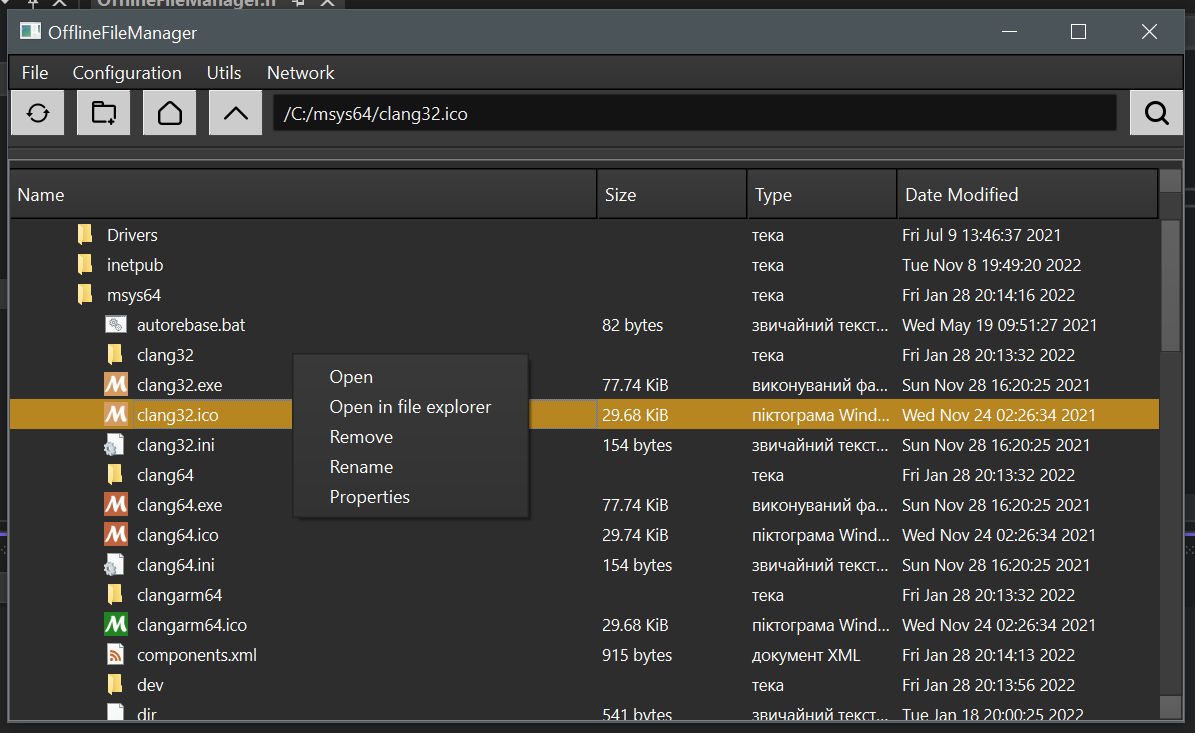 OfflineFileManager.h
OfflineFileManager
File Configuration Utils Network
/C:/msys64/clang32.ico
Name Size Type Date Modified
Drivers тека Fri Jul 9 13:46:37 2021
inetpub тека Tue Nov 8 19:49:20 2022
msys64 тека Fri Jan 28 20:14:16 2022
autorebase.bat 82 bytes звичайний текст... Wed May 19 09:51:27 2021
clang32 тека Fri Jan 28 20:13:32 2022
clang32.exe 77.74 KiB виконуваний фа... Sun Nov 28 16:20:25 2021
clang32.ico 29.68 KiB піктограма Wind... Wed Nov 24 02:26:34 2021
clang32.ini 154 bytes звичайний текст... Sun Nov 28 16:20:25 2021
clang64 тека Fri Jan 28 20:13:32 2022
clang64.exe 77.74 KiB виконуваний фа... Sun Nov 28 16:20:25 2021
clang64.ico 29.74 KiB піктограма Wind... Wed Nov 24 02:26:34 2021
clang64.ini 154 bytes звичайний текст... Sun Nov 28 16:20:25 2021
clangarm64 тека Fri Jan 28 20:13:32 2022
clangarm64.ico 29.68 KiB піктограма Wind... Wed Nov 24 02:26:34 2021
components.xml 915 bytes документ XML Fri Jan 28 20:14:13 2022
dev тека Fri Jan 28 20:13:56 2022
dir 541 bytes звичайний текст... Tue Jan 18 20:00:25 2022
Open
Open in file explorer
Remove
Rename
Properties